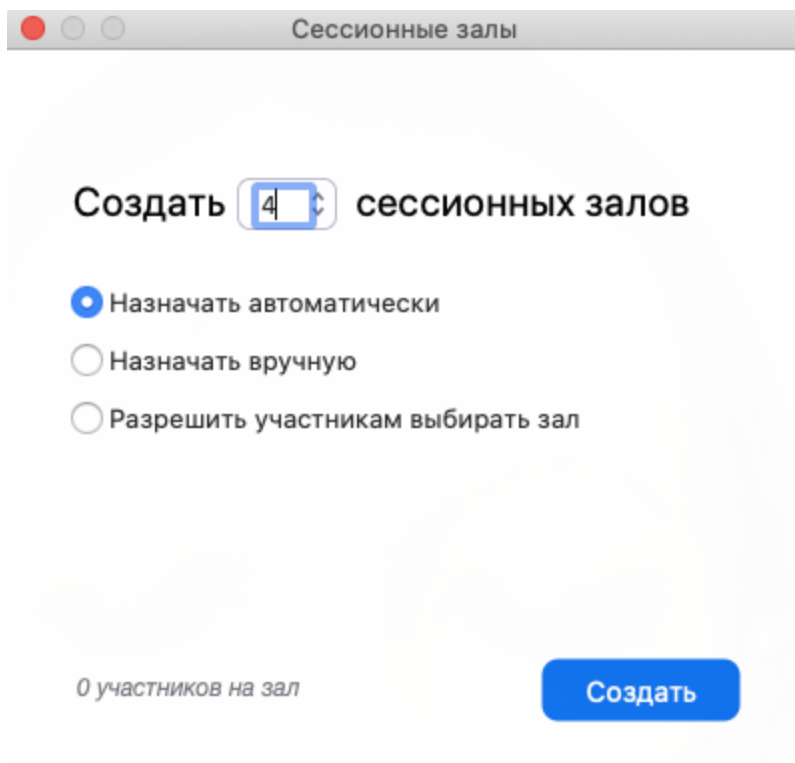 Сессионные залы
Создать 4 сессионных залов
Назначать автоматически
Назначать вручную
Разрешить участникам выбирать зал
0 участников на зал
Создать